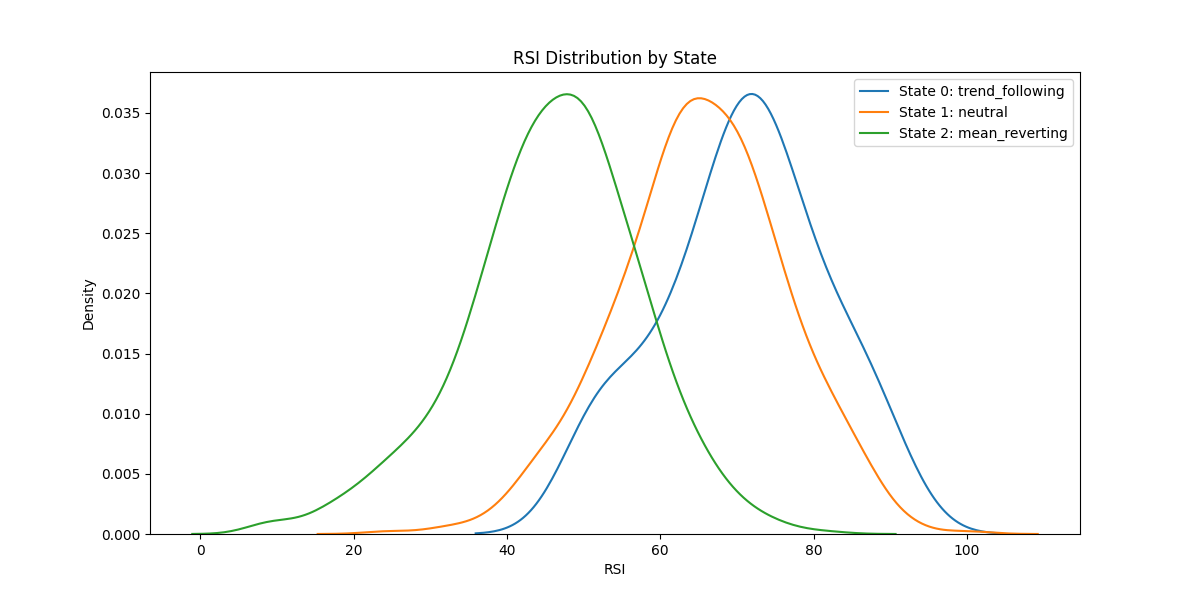 RSI Distribution by State
State 0: trend_following
State 1: neutral
State 2: mean_reverting
Density
0.035
0.030
0.025
0.020
0.015
0.010
0.005
0.000
0 20 40 60 80 100
RSI